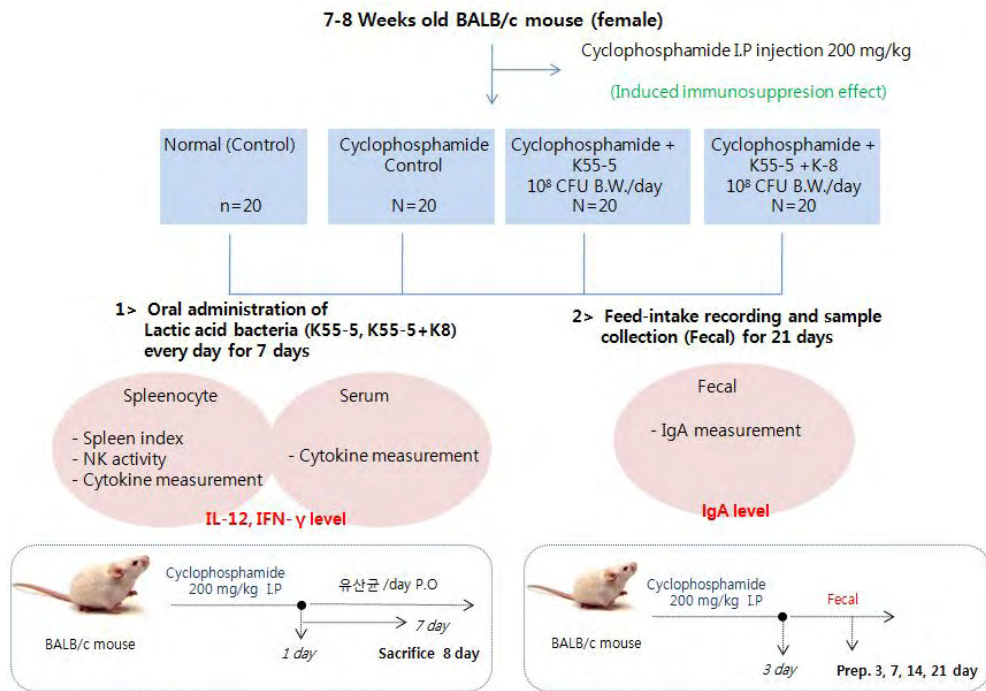 7-8 Weeks old BALB/c mouse (female)
Cyclophosphamide I.P injection 200 mg/kg
(Induced immunosuppresion effect)
Normal (Control)
n=20
Cyclophosphamide
Control
N=20
Cyclophosphamide +
K55-5
10⁸ CFU B.W./day
N=20
Cyclophosphamide +
K55-5 +K-8
10⁸ CFU B.W./day
N=20
1> Oral administration of
Lactic acid bacteria (K55-5, K55-5+K8)
every day for 7 days
2> Feed-intake recording and sample
collection (Fecal) for 21 days
Spleenocyte
- Spleen index
- NK activity
- Cytokine measurement
Serum
- Cytokine measurement
IL-12, IFN- γ level
Fecal
- IgA measurement
IgA level
Cyclophosphamide
200 mg/kg I.P
유산균 /day P.O
7 day
1 day
Sacrifice 8 day
BALB/c mouse
Cyclophosphamide
200 mg/kg I.P
Fecal
3 day
Prep. 3, 7, 14, 21 day
BALB/c mouse